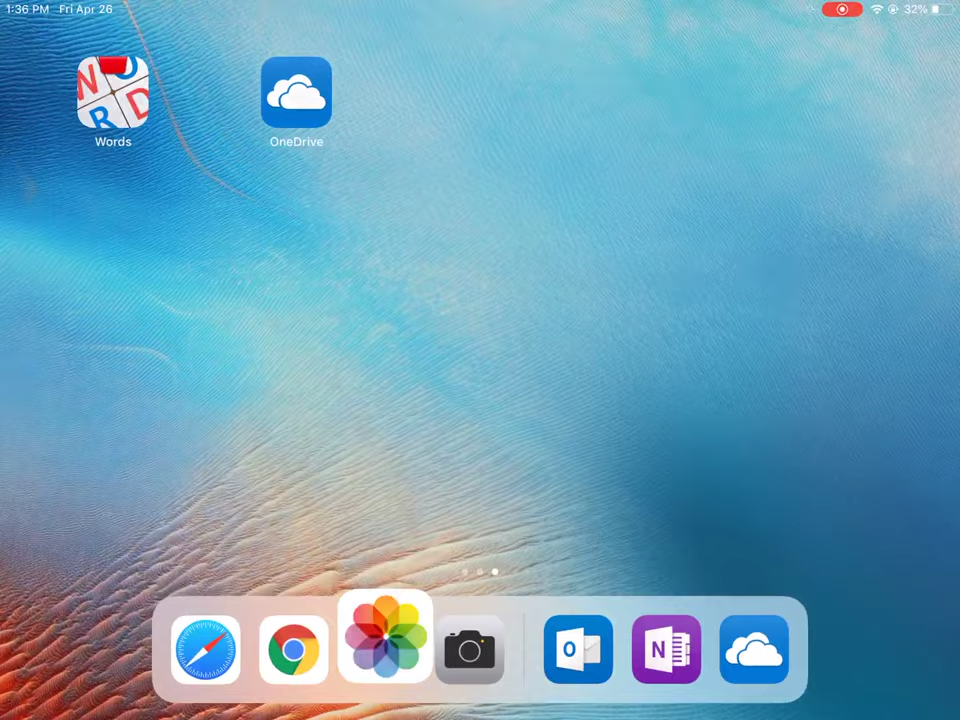 1:36 PM Fri Apr 26 32%
N O R D
Words
OneDrive
O
N